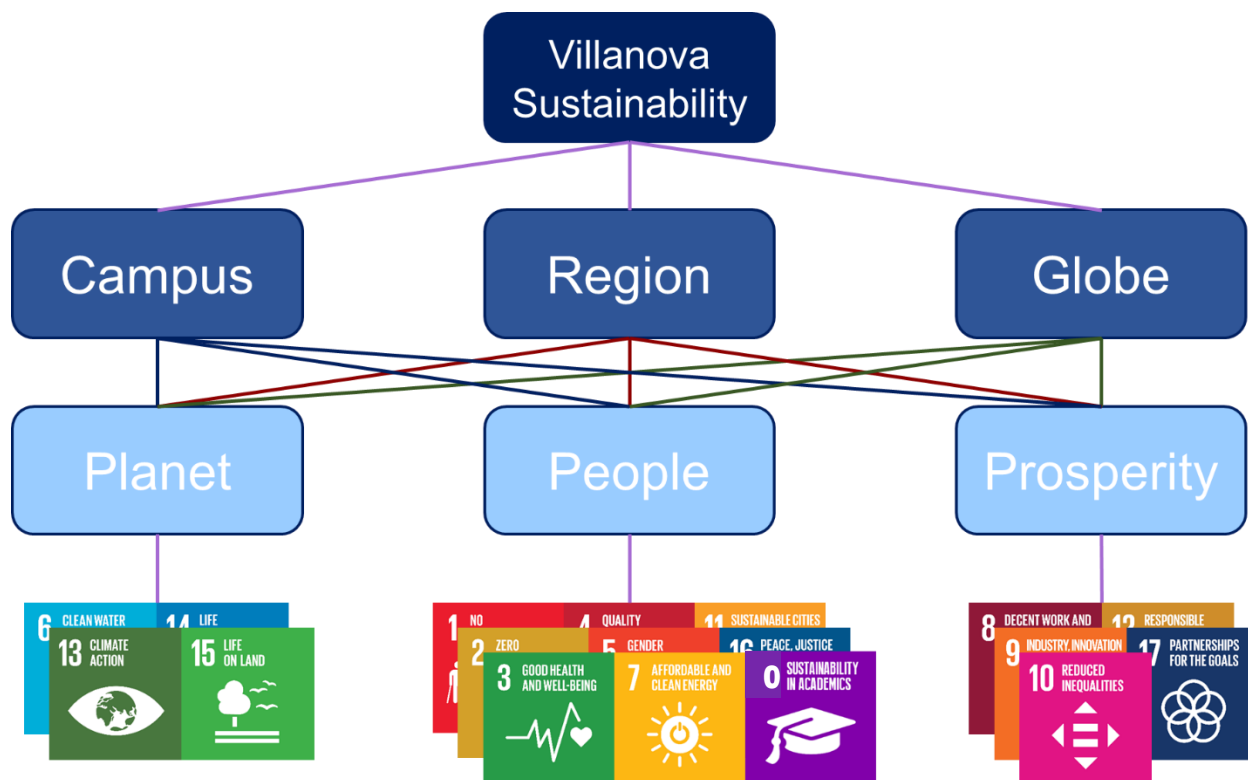 Villanova
Sustainability
Campus
Region
Globe
Planet
People
Prosperity
6 CLEAN WATER
14 LIFE
13 CLIMATE
ACTION
15 LIFE
ON LAND
1 NO
4 QUALITY
11 SUSTAINABLE CITIES
2 ZERO
5 GENDER
16 PEACE, JUSTICE
3 GOOD HEALTH
AND WELL-BEING
7 AFFORDABLE AND
CLEAN ENERGY
0 SUSTAINABILITY
IN ACADEMICS
8 DECENT WORK AND
12 RESPONSIBLE
9 INDUSTRY, INNOVATION
17 PARTNERSHIPS
FOR THE GOALS
10 REDUCED
INEQUALITIES